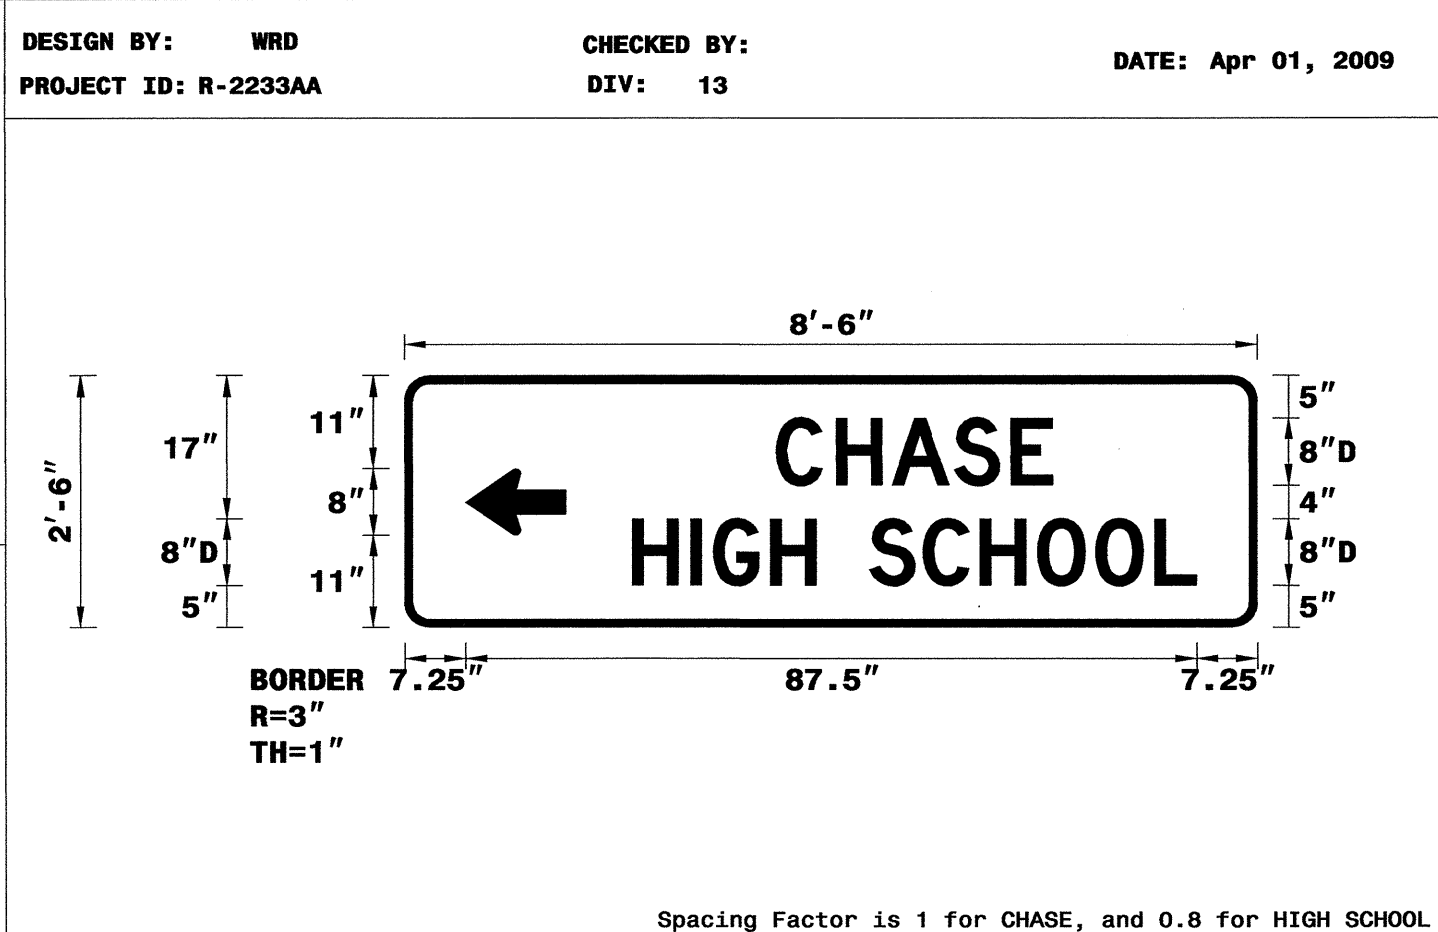 DESIGN BY: WRD CHECKED BY: DATE: Apr 01, 2009
PROJECT ID: R-2233AA DIV: 13
8'-6"
2'-6"
17"
8"D
5"
11"
8"
11"
CHASE
HIGH SCHOOL
5"
8"D
4"
8"D
5"
BORDER 7.25" 87.5" 7.25"
R=3"
TH=1"
Spacing Factor is 1 for CHASE, and 0.8 for HIGH SCHOOL